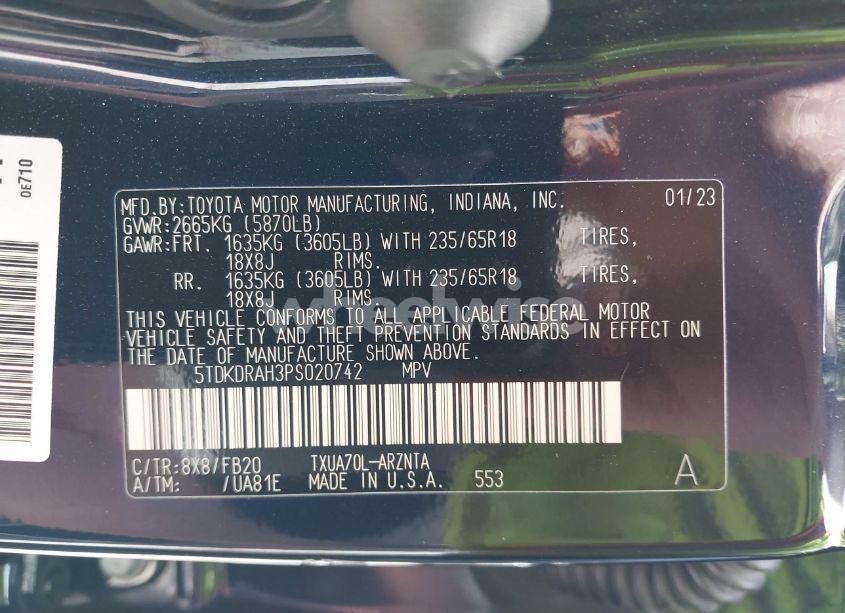 0E710
MFD.BY:TOYOTA MOTOR MANUFACTURING, INDIANA, INC. 01/23
GVWR:2665KG (5870LB)
GAWR:FRT. 1635KG (3605LB) WITH 235/65R18 TIRES,
18X8J RIMS.
RR. 1635KG (3605LB) WITH 235/65R18 TIRES,
18X8J RIMS.
wheelwise
THIS VEHICLE CONFORMS TO ALL APPLICABLE FEDERAL MOTOR
VEHICLE SAFETY AND THEFT PREVENTION STANDARDS IN EFFECT ON
THE DATE OF MANUFACTURE SHOWN ABOVE.
5TDKDRAH3PS020742 MPV
C/TR:8X8/FB20 TXUA70L-ARZNTA
A/TM: /UA81E MADE IN U.S.A. 553 A